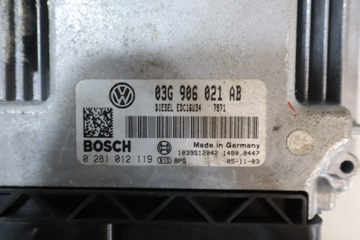 03G 906 021 AB
DIESEL EDC16U34 7871
BOSCH
Made in Germany
1039S12042 1480.0447
0 281 012 119
BPG 05-11-03